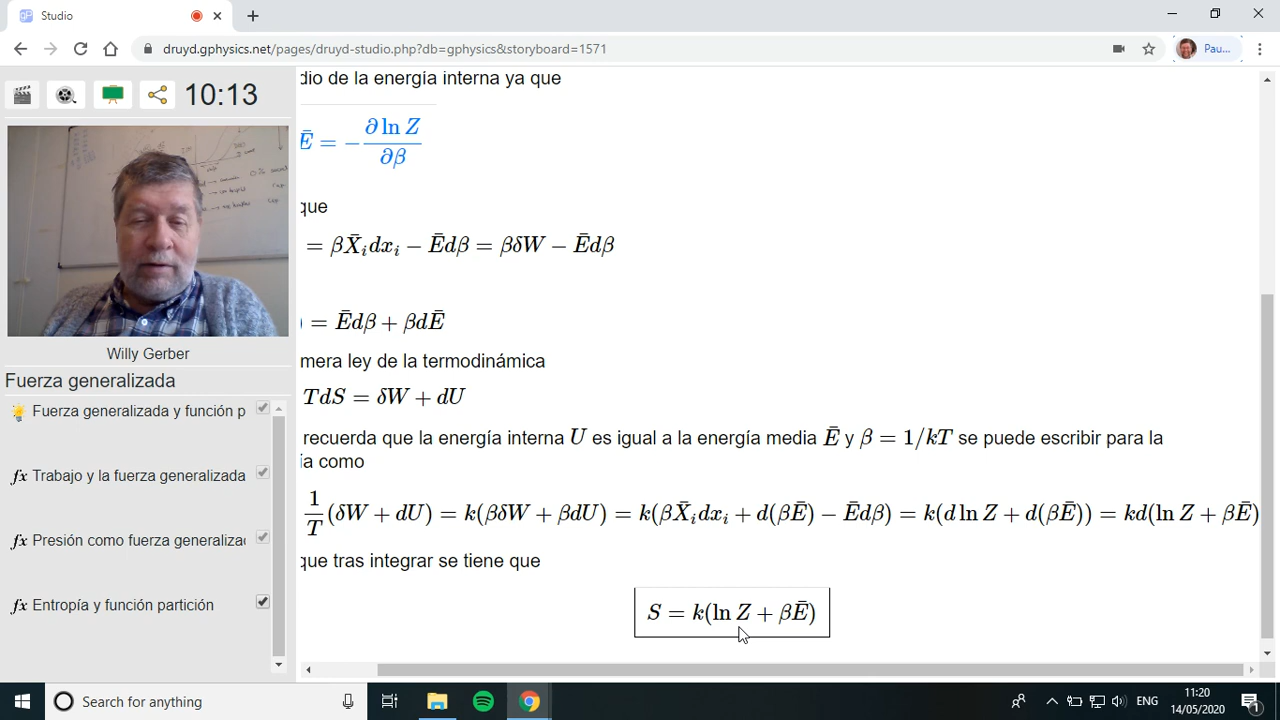 Studio
druyd.gphysics.net/pages/druyd-studio.php?db=gphysics&storyboard=1571
Pau...
10:13
Willy Gerber
Fuerza generalizada
Fuerza generalizada y función p
fx Trabajo y la fuerza generalizada
fx Presión como fuerza generaliza
fx Entropía y función partición
dio de la energía interna ya que
Ē = − ∂ ln Z / ∂β
que
= βX̄ᵢdxᵢ − Ēdβ = βδW − Ēdβ
) = Ēdβ + βdĒ
mera ley de la termodinámica
TdS = δW + dU
recuerda que la energía interna U es igual a la energía media Ē y β = 1/kT se puede escribir para la
ía como
1/T (δW + dU) = k(βδW + βdU) = k(βX̄ᵢdxᵢ + d(βĒ) − Ēdβ) = k(d ln Z + d(βĒ)) = kd(ln Z + βĒ)
que tras integrar se tiene que
S = k(ln Z + βĒ)
Search for anything
ENG
11:20
14/05/2020
1